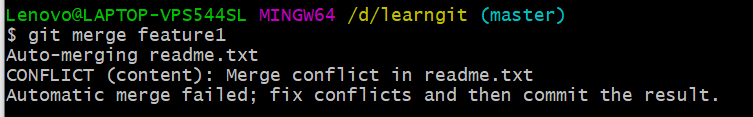 Lenovo@LAPTOP-VPS544SL MINGW64 /d/learngit (master)
$ git merge feature1
Auto-merging readme.txt
CONFLICT (content): Merge conflict in readme.txt
Automatic merge failed; fix conflicts and then commit the result.